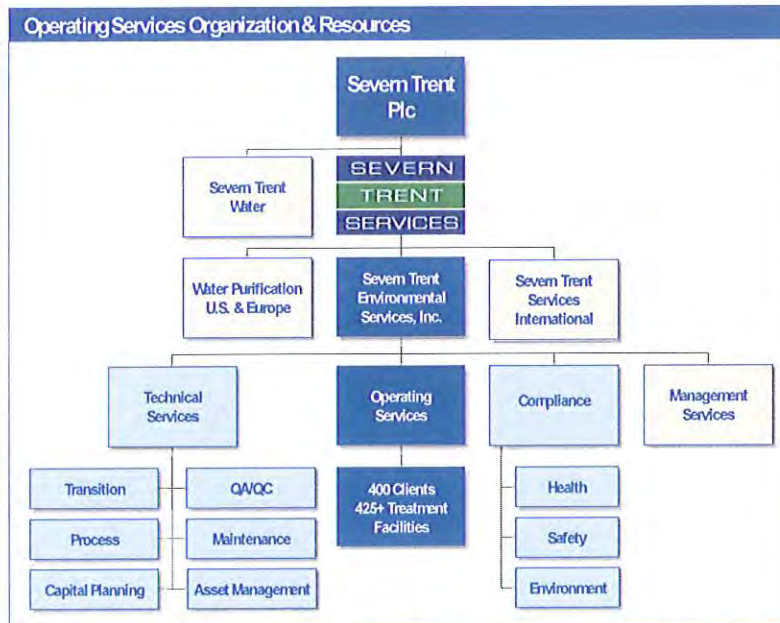 Operating Services Organization & Resources
Severn Trent
Plc
Severn Trent
Water
SEVERN
TRENT
SERVICES
Water Purification
U.S. & Europe
Severn Trent
Environmental
Services, Inc.
Severn Trent
Services
International
Technical
Services
Operating
Services
Compliance
Management
Services
Transition
QA/QC
400 Clients
425+ Treatment
Facilities
Health
Process
Maintenance
Safety
Capital Planning
Asset Management
Environment